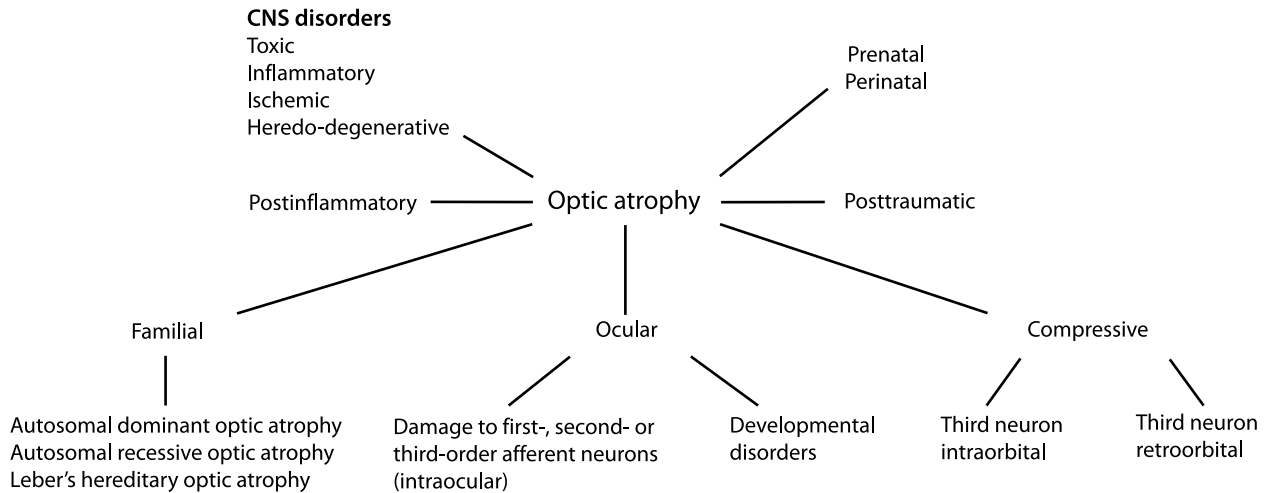 CNS disorders
Toxic
Inflammatory
Ischemic
Heredo-degenerative
Prenatal
Perinatal
Postinflammatory
Optic atrophy
Posttraumatic
Familial
Ocular
Compressive
Autosomal dominant optic atrophy
Autosomal recessive optic atrophy
Leber's hereditary optic atrophy
Damage to first-, second- or
third-order afferent neurons
(intraocular)
Developmental
disorders
Third neuron
intraorbital
Third neuron
retroorbital